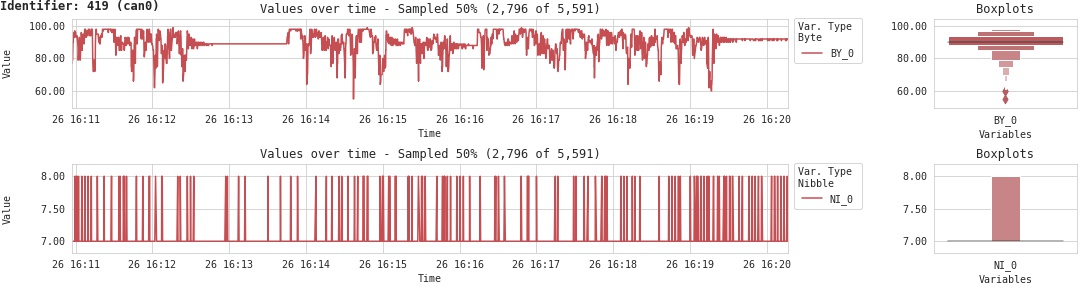 Identifier: 419 (can0)
Values over time - Sampled 50% (2,796 of 5,591)
Boxplots
100.00
80.00
60.00
Value
26 16:11 26 16:12 26 16:13 26 16:14 26 16:15 26 16:16 26 16:17 26 16:18 26 16:19 26 16:20
Time
Var. Type
Byte
BY_0
100.00
80.00
60.00
BY_0
Variables
Values over time - Sampled 50% (2,796 of 5,591)
Boxplots
8.00
7.50
7.00
Value
26 16:11 26 16:12 26 16:13 26 16:14 26 16:15 26 16:16 26 16:17 26 16:18 26 16:19 26 16:20
Time
Var. Type
Nibble
NI_0
8.00
7.50
7.00
NI_0
Variables